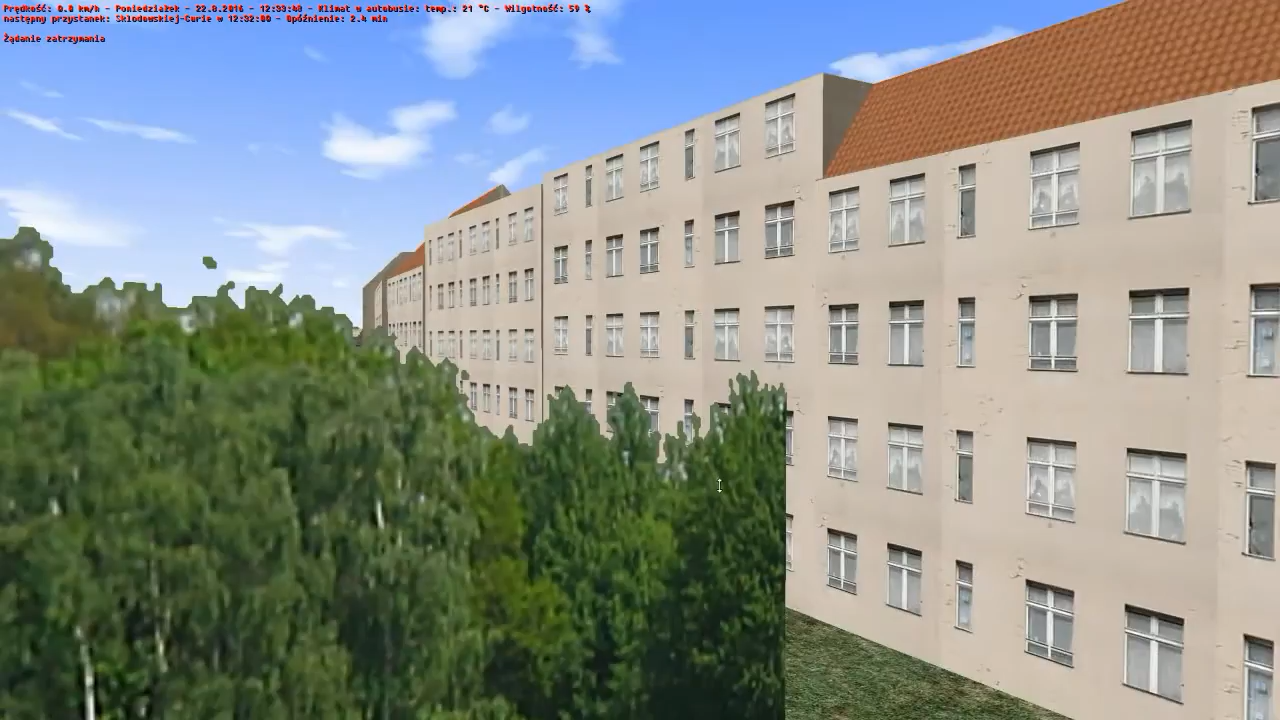 Prędkość: 0.0 km/h - Poniedziałek - 22.8.2016 - 12:33:48 - Klimat w autobusie: temp.: 21 °C - Wilgotność: 59 %
następny przystanek: Skłodowskiej-Curie w 12:32:00 - Opóźnienie: 2.4 min
Żądanie zatrzymania